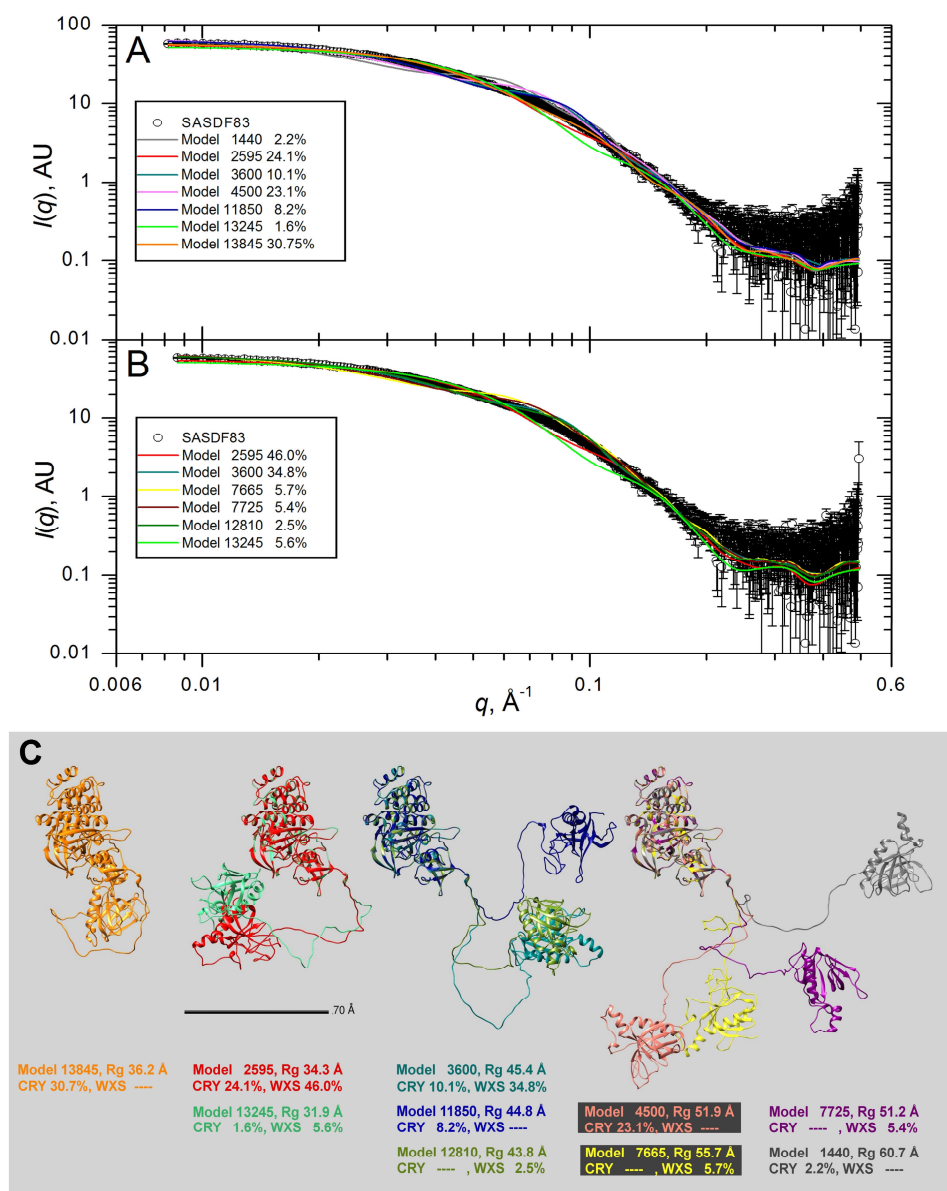 A
100
10
1
0.1
0.01
I(q), AU
SASDF83
Model 1440 2.2%
Model 2595 24.1%
Model 3600 10.1%
Model 4500 23.1%
Model 11850 8.2%
Model 13245 1.6%
Model 13845 30.75%
B
10
1
0.1
0.01
I(q), AU
SASDF83
Model 2595 46.0%
Model 3600 34.8%
Model 7665 5.7%
Model 7725 5.4%
Model 12810 2.5%
Model 13245 5.6%
0.006 0.01 0.1 0.6
q, Å-1
C
70 Å
Model 13845, Rg 36.2 Å
CRY 30.7%, WXS ----
Model 2595, Rg 34.3 Å
CRY 24.1%, WXS 46.0%
Model 13245, Rg 31.9 Å
CRY 1.6%, WXS 5.6%
Model 3600, Rg 45.4 Å
CRY 10.1%, WXS 34.8%
Model 11850, Rg 44.8 Å
CRY 8.2%, WXS ----
Model 12810, Rg 43.8 Å
CRY ---- , WXS 2.5%
Model 4500, Rg 51.9 Å
CRY 23.1%, WXS ----
Model 7665, Rg 55.7 Å
CRY ---- , WXS 5.7%
Model 7725, Rg 51.2 Å
CRY ---- , WXS 5.4%
Model 1440, Rg 60.7 Å
CRY 2.2%, WXS ----